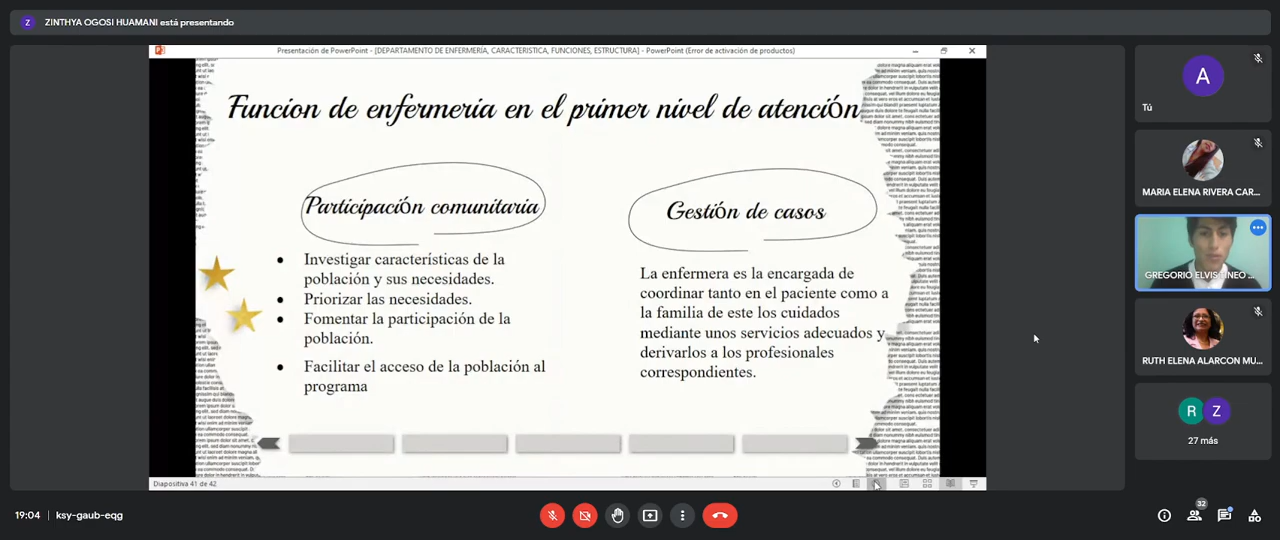 Z
ZINTHYA OGOSI HUAMANI está presentando
Presentación de PowerPoint - [DEPARTAMENTO DE ENFERMERÍA, CARACTERISTICA, FUNCIONES, ESTRUCTURA] - PowerPoint (Error de activación de productos)
Funcion de enfermeria en el primer nivel de atención
Participación comunitaria
Investigar características de la
población y sus necesidades.
Priorizar las necesidades.
Fomentar la participación de la
población.
Facilitar el acceso de la población al
programa
Gestión de casos
La enfermera es la encargada de
coordinar tanto en el paciente como a
la familia de este los cuidados
mediante unos servicios adecuados y
derivarlos a los profesionales
correspondientes.
Diapositiva 41 de 42
A
Tú
MARIA ELENA RIVERA CAR...
GREGORIO ELVIS TINEO ...
RUTH ELENA ALARCON MU...
R Z
27 más
19:04 ksy-gaub-eqg
32